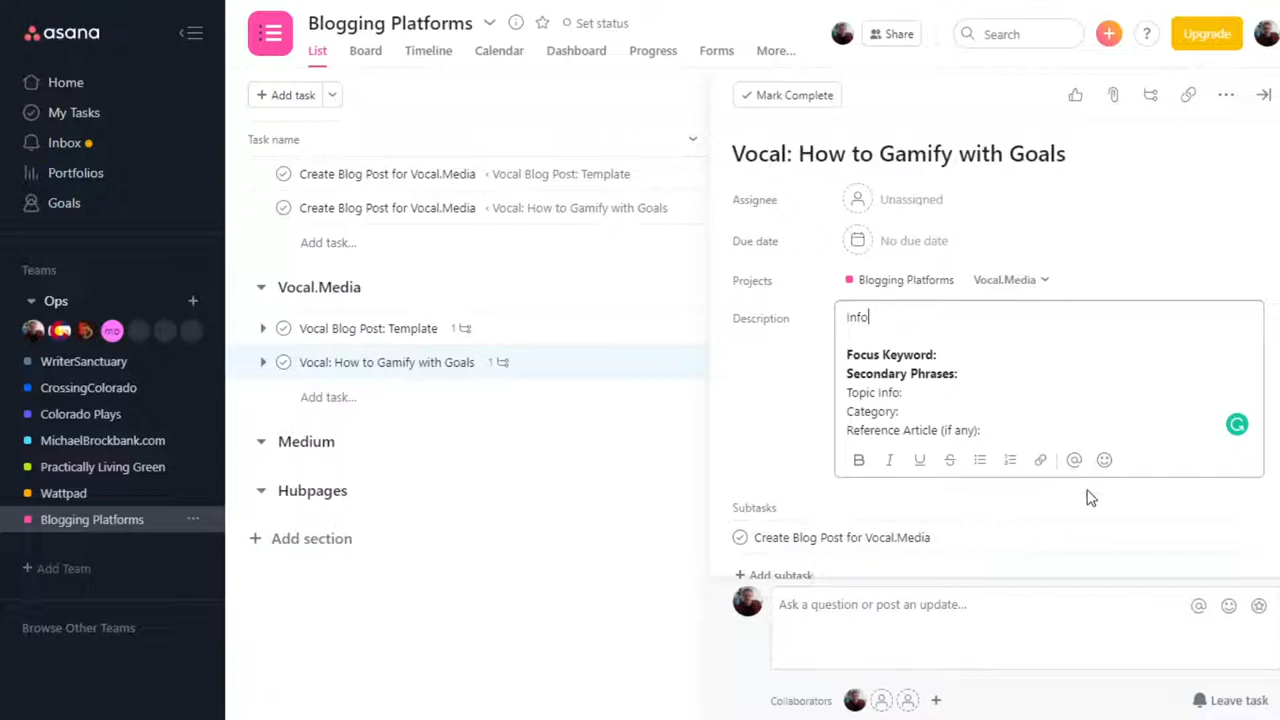 asana
Home
My Tasks
Inbox
Portfolios
Goals
Teams
Ops
mo
WriterSanctuary
CrossingColorado
Colorado Plays
MichaelBrockbank.com
Practically Living Green
Wattpad
Blogging Platforms
+ Add Team
Browse Other Teams
Blogging Platforms
Set status
List Board Timeline Calendar Dashboard Progress Forms More...
Share
Search
?
Upgrade
+ Add task
Task name
Create Blog Post for Vocal.Media ‹ Vocal Blog Post: Template
Create Blog Post for Vocal.Media ‹ Vocal: How to Gamify with Goals
Add task...
Vocal.Media
Vocal Blog Post: Template 1
Vocal: How to Gamify with Goals 1
Add task...
Medium
Hubpages
+ Add section
Mark Complete
Vocal: How to Gamify with Goals
Assignee Unassigned
Due date No due date
Projects Blogging Platforms Vocal.Media
Description Info
Focus Keyword:
Secondary Phrases:
Topic Info:
Category:
Reference Article (if any):
B I U S @
Subtasks
Create Blog Post for Vocal.Media
+ Add subtask
Ask a question or post an update...
Collaborators
Leave task